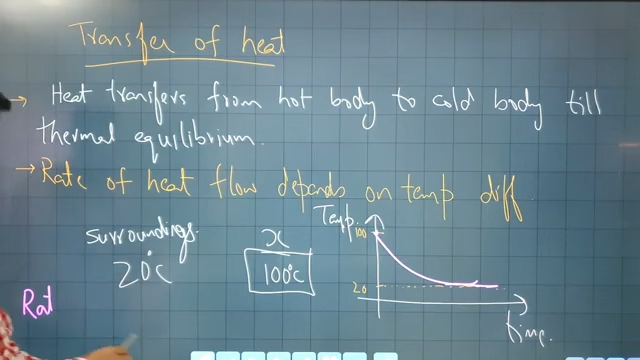 Transfer of heat
→ Heat transfers from hot body to cold body till
thermal equilibrium.
→ Rate of heat flow depends on temp diff.
surroundings.
20°C
x
100°C
Temp.
100
20
time.
Rat